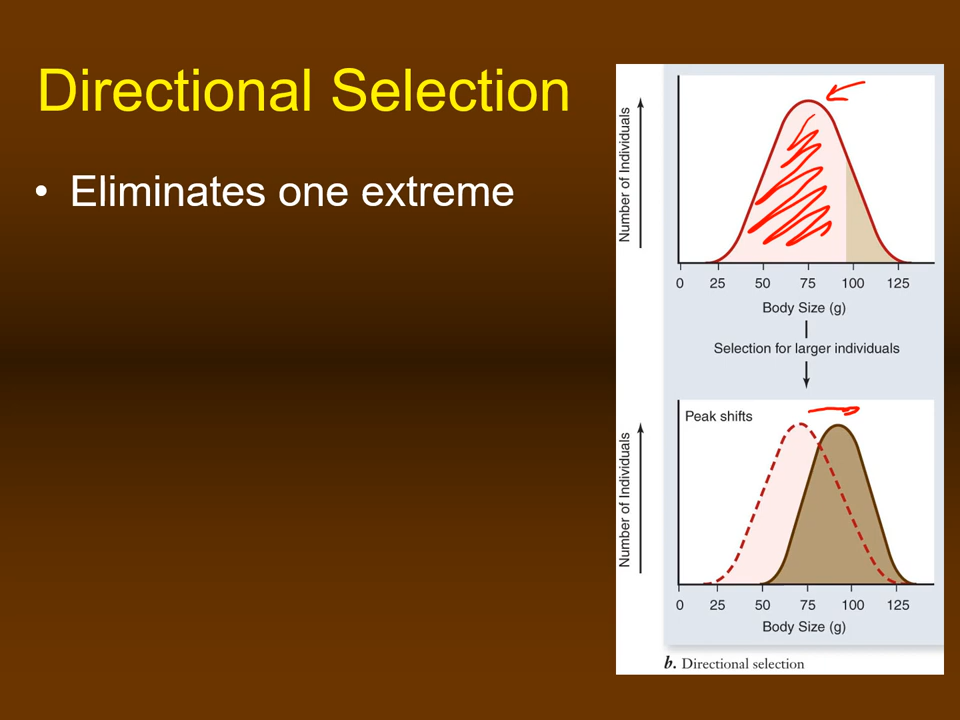 Directional Selection
• Eliminates one extreme
Number of Individuals
0 25 50 75 100 125
Body Size (g)
Selection for larger individuals
Peak shifts
Number of Individuals
0 25 50 75 100 125
Body Size (g)
b. Directional selection